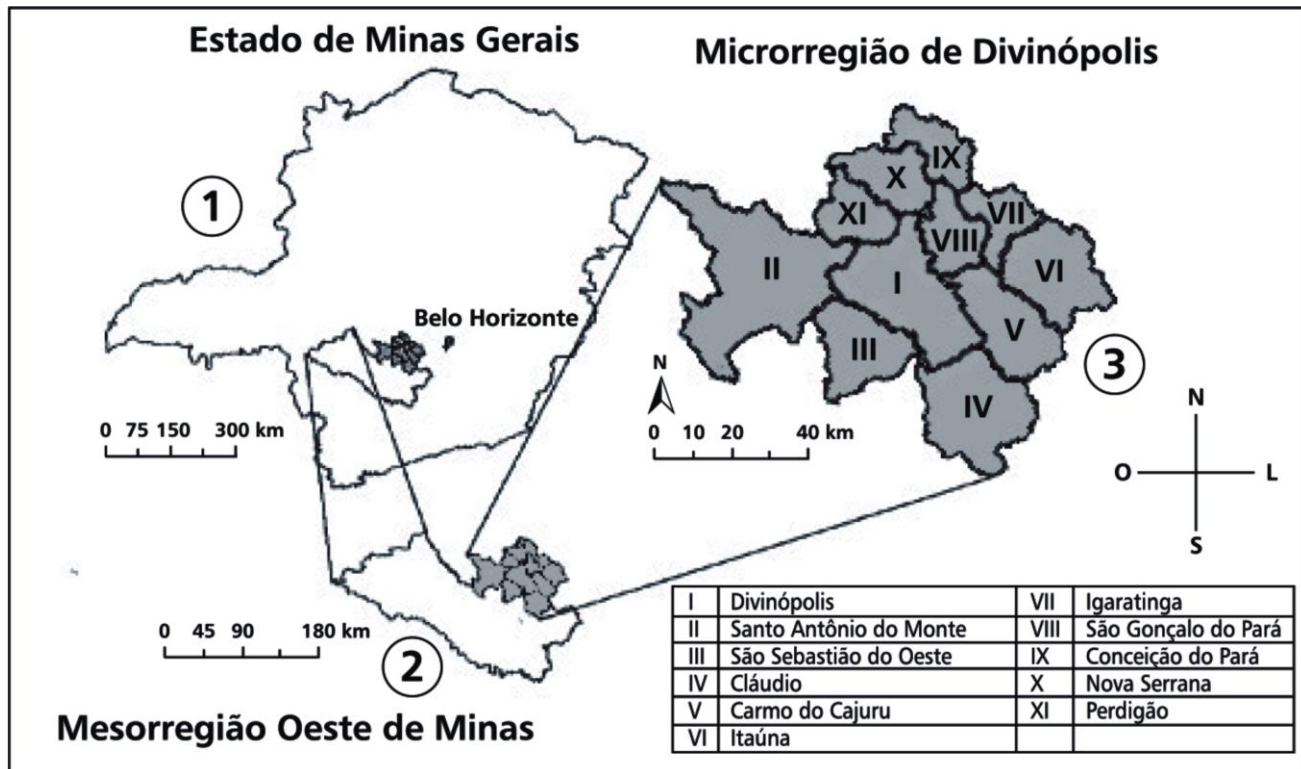 Estado de Minas Gerais
Microrregião de Divinópolis
1
Belo Horizonte
0 75 150 300 km
IX
X
XI
VII
VIII
II
I
VI
III
V
IV
3
N
0 10 20 40 km
N
O L
S
0 45 90 180 km
2
Mesorregião Oeste de Minas
I Divinópolis VII Igaratinga
II Santo Antônio do Monte VIII São Gonçalo do Pará
III São Sebastião do Oeste IX Conceição do Pará
IV Cláudio X Nova Serrana
V Carmo do Cajuru XI Perdigão
VI Itaúna